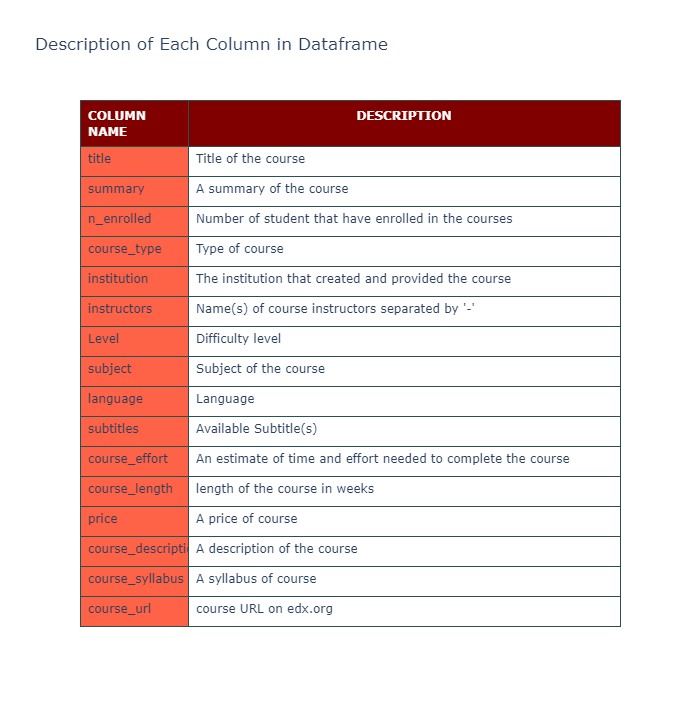 Description of Each Column in Dataframe
COLUMN NAME DESCRIPTION
title Title of the course
summary A summary of the course
n_enrolled Number of student that have enrolled in the courses
course_type Type of course
institution The institution that created and provided the course
instructors Name(s) of course instructors separated by '-'
Level Difficulty level
subject Subject of the course
language Language
subtitles Available Subtitle(s)
course_effort An estimate of time and effort needed to complete the course
course_length length of the course in weeks
price A price of course
course_descripti A description of the course
course_syllabus A syllabus of course
course_url course URL on edx.org